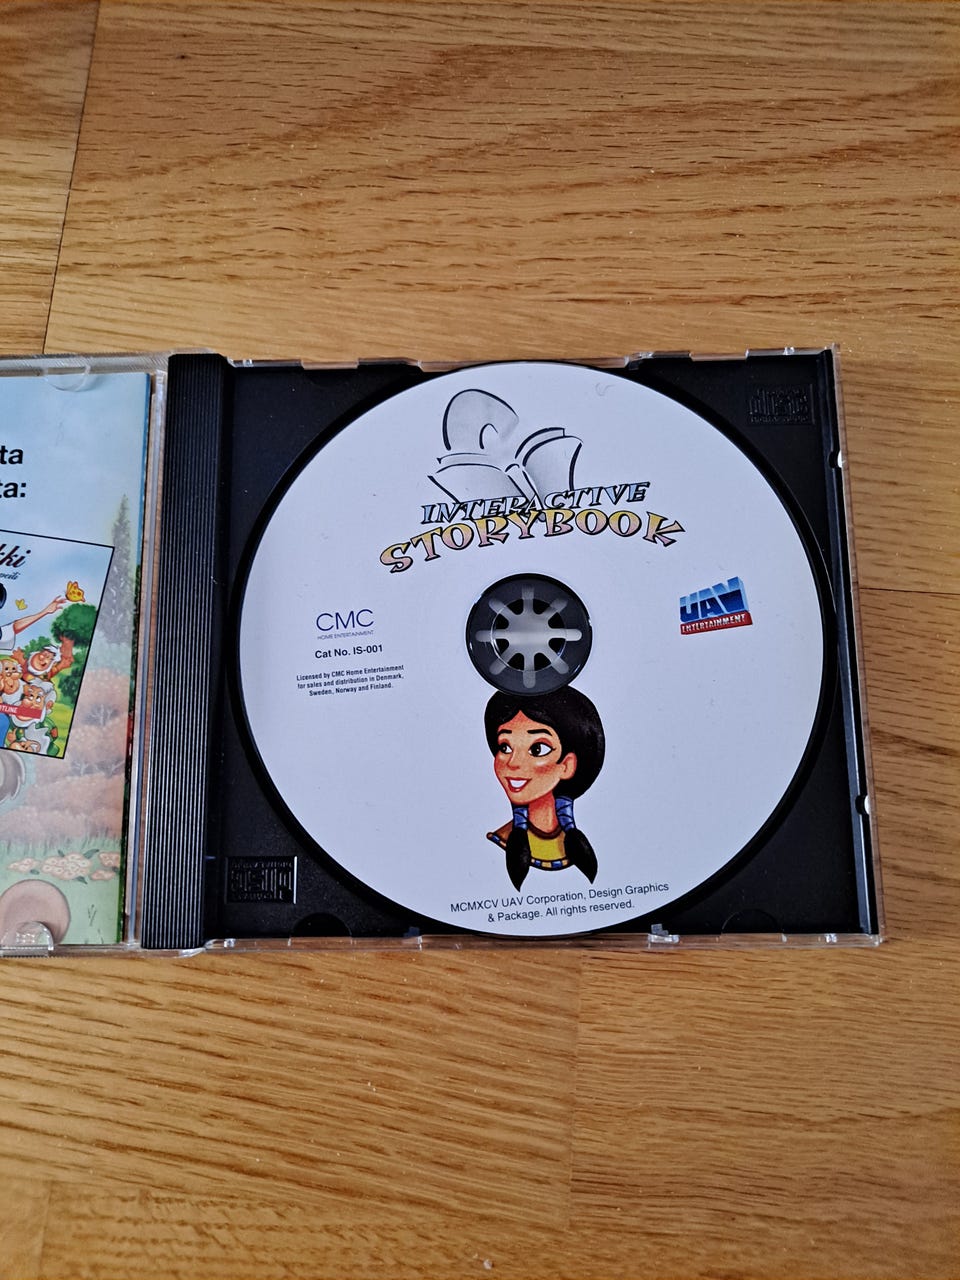 ta
ta:
kki
INTERACTIVE
STORYBOOK
CMC
HOME ENTERTAINMENT
Cat No. IS-001
Licensed by CMC Home Entertainment
for sales and distribution in Denmark,
Sweden, Norway and Finland.
UAV
ENTERTAINMENT
MCMXCV UAV Corporation, Design Graphics
& Package. All rights reserved.